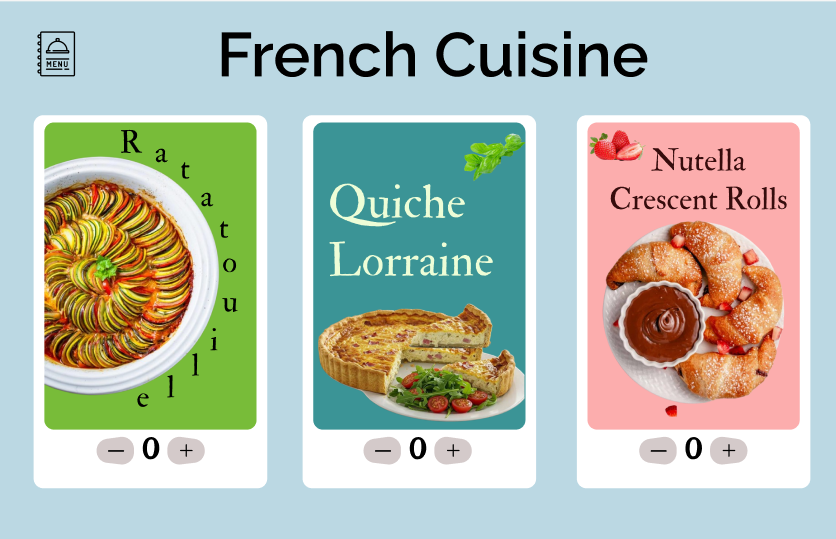 MENU
French Cuisine
Ratatouille
Quiche
Lorraine
Nutella
Crescent Rolls
— 0 +
— 0 +
— 0 +